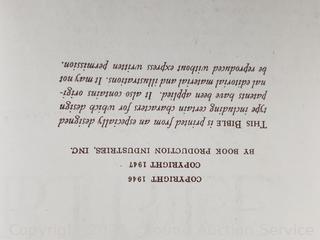 COPYRIGHT 1946
COPYRIGHT 1947
BY BOOK PRODUCTION INDUSTRIES, INC.
THIS BIBLE is printed from an especially designed
type including certain characters for which design
patents have been applied. It also contains origi-
nal editorial material and illustrations. It may not
be reproduced without express written permission.